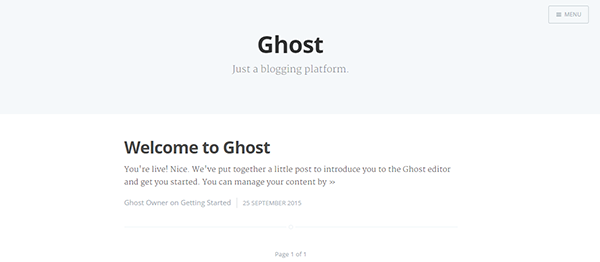 ≡ MENU
Ghost
Just a blogging platform.
Welcome to Ghost
You're live! Nice. We've put together a little post to introduce you to the Ghost editor
and get you started. You can manage your content by »
Ghost Owner on Getting Started | 25 SEPTEMBER 2015
Page 1 of 1